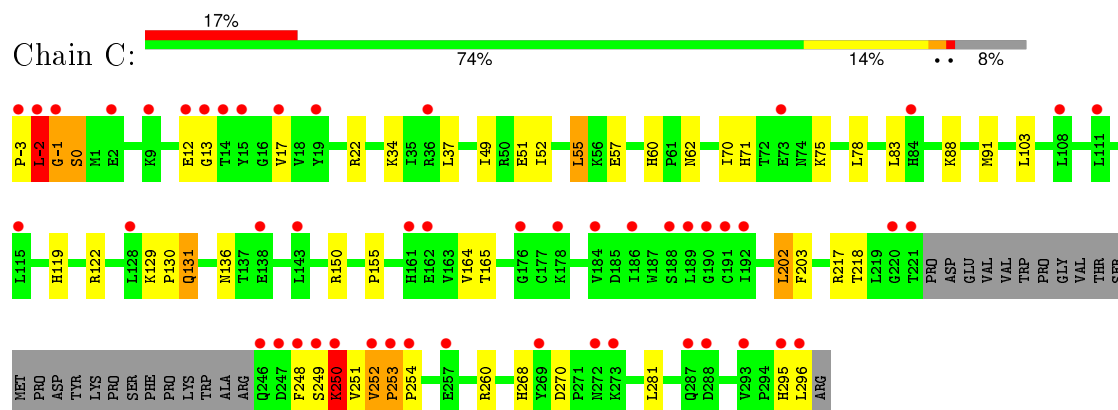 17%
Chain C:
74% 14% • • 8%
P-3 L-2 G-1 S0 M1 E2 K9 E12 G13 T14 Y15 G16 V17 V18 Y19 R22 K34 I35 R36 L37 I49 R50 E51 I52 L55 K56 E57 H60 P61 N62 I70 H71 T72 E73 N74 K75 L78 L83 H84 K88 M91 L103 L108 L111
L115 H119 R122 L128 K129 P130 Q131 N136 T137 E138 L143 R150 P155 H161 E162 V163 V164 T165 G176 C177 K178 V184 D185 I186 W187 S188 L189 G190 C191 I192 L202 F203 R217 T218 L219 G220 T221 PRO ASP GLU VAL VAL TRP PRO GLY VAL THR SER
MET PRO ASP TYR LYS PRO SER PHE PRO LYS TRP ALA ARG Q246 D247 F248 S249 K250 V251 V252 P253 P254 E257 R260 H268 Y269 D270 P271 N272 K273 L281 Q287 D288 V293 P294 H295 L296 ARG